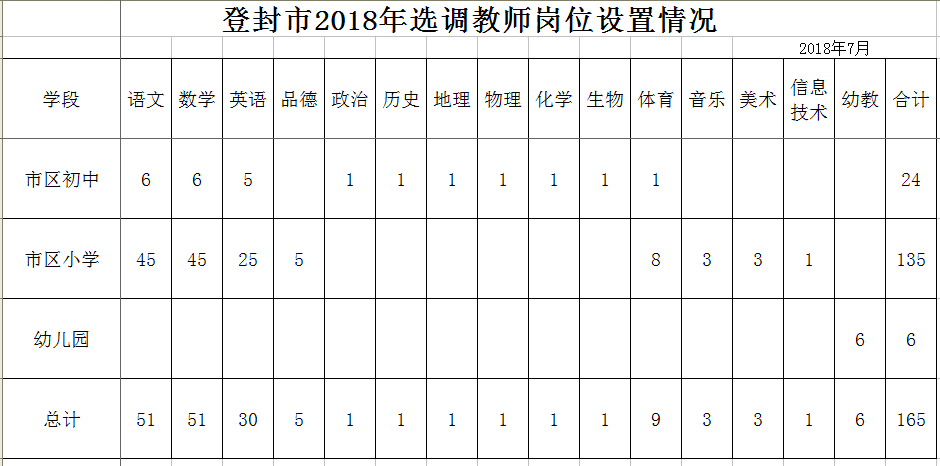 登封市2018年选调教师岗位设置情况
2018年7月
学段 语文 数学 英语 品德 政治 历史 地理 物理 化学 生物 体育 音乐 美术 信息技术 幼教 合计
市区初中 6 6 5 1 1 1 1 1 1 1 24
市区小学 45 45 25 5 8 3 3 1 135
幼儿园 6 6
总计 51 51 30 5 1 1 1 1 1 1 9 3 3 1 6 165